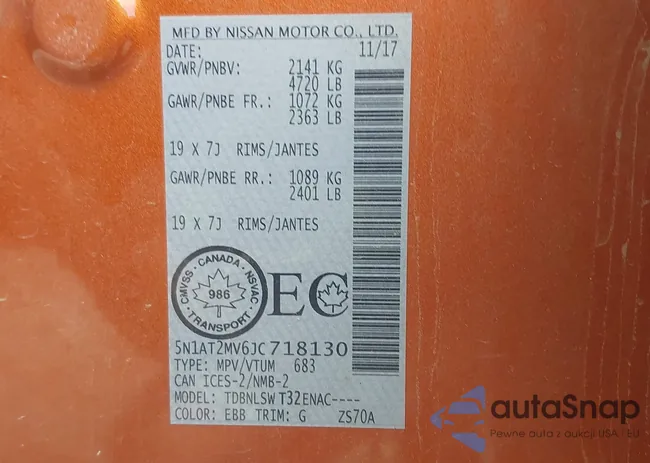 MFD BY NISSAN MOTOR CO., LTD.
DATE: 11/17
GVWR/PNBV: 2141 KG
4720 LB
GAWR/PNBE FR.: 1072 KG
2363 LB
19 X 7J RIMS/JANTES
GAWR/PNBE RR.: 1089 KG
2401 LB
19 X 7J RIMS/JANTES
CMVSS · CANADA · NSVAC
986
TRANSPORT
EC
5N1AT2MV6JC718130
TYPE: MPV/VTUM 683
CAN ICES-2/NMB-2
MODEL: TDBNLSW T32ENAC----
COLOR: EBB TRIM: G ZS70A
autaSnap
Pewne auta z aukcji USA i EU